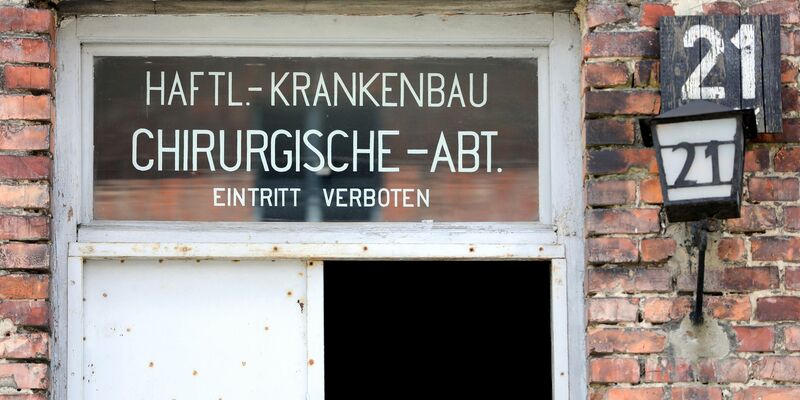 HAFTL.-KRANKENBAU
CHIRURGISCHE-ABT.
EINTRITT VERBOTEN
21
21